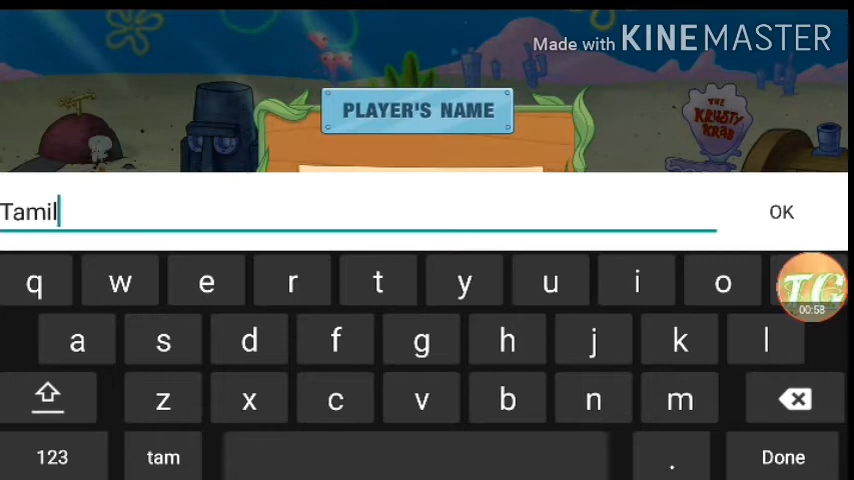 Made with KINEMASTER
PLAYER'S NAME
THE
KRUSTY
KRAB
Tamil
OK
q w e r t y u i o
TG
00:58
a s d f g h j k l
z x c v b n m
123 tam . Done